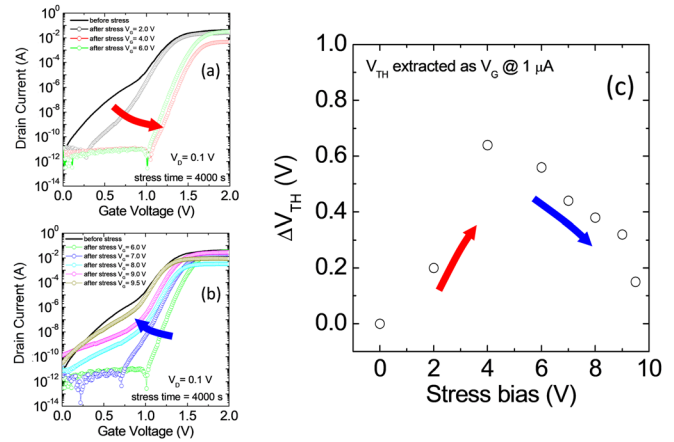 before stress
after stress V_G= 2.0 V
after stress V_G= 4.0 V
after stress V_G= 6.0 V
(a)
V_D= 0.1 V
stress time = 4000 s
Drain Current (A)
10^0
10^-2
10^-4
10^-6
10^-8
10^-10
10^-12
10^-14
0.0 0.5 1.0 1.5 2.0
Gate Voltage (V)
before stress
after stress V_G= 6.0 V
after stress V_G= 7.0 V
after stress V_G= 8.0 V
after stress V_G= 9.0 V
after stress V_G= 9.5 V
(b)
V_D=0.1 V
stress time = 4000s
Drain Current (A)
10^0
10^-2
10^-4
10^-6
10^-8
10^-10
10^-12
10^-14
0.0 0.5 1.0 1.5 2.0
Gate Voltage (V)
V_TH extracted as V_G @ 1 μA
(c)
ΔV_TH (V)
1.0
0.8
0.6
0.4
0.2
0.0
0 2 4 6 8 10
Stress bias (V)